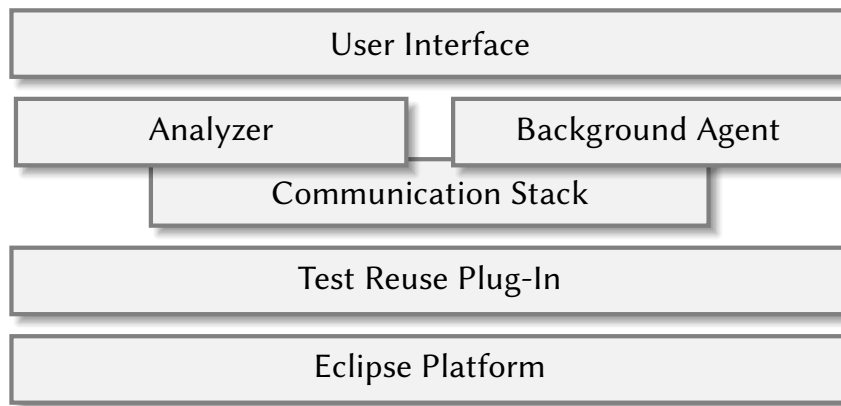 User Interface
Analyzer
Background Agent
Communication Stack
Test Reuse Plug-In
Eclipse Platform